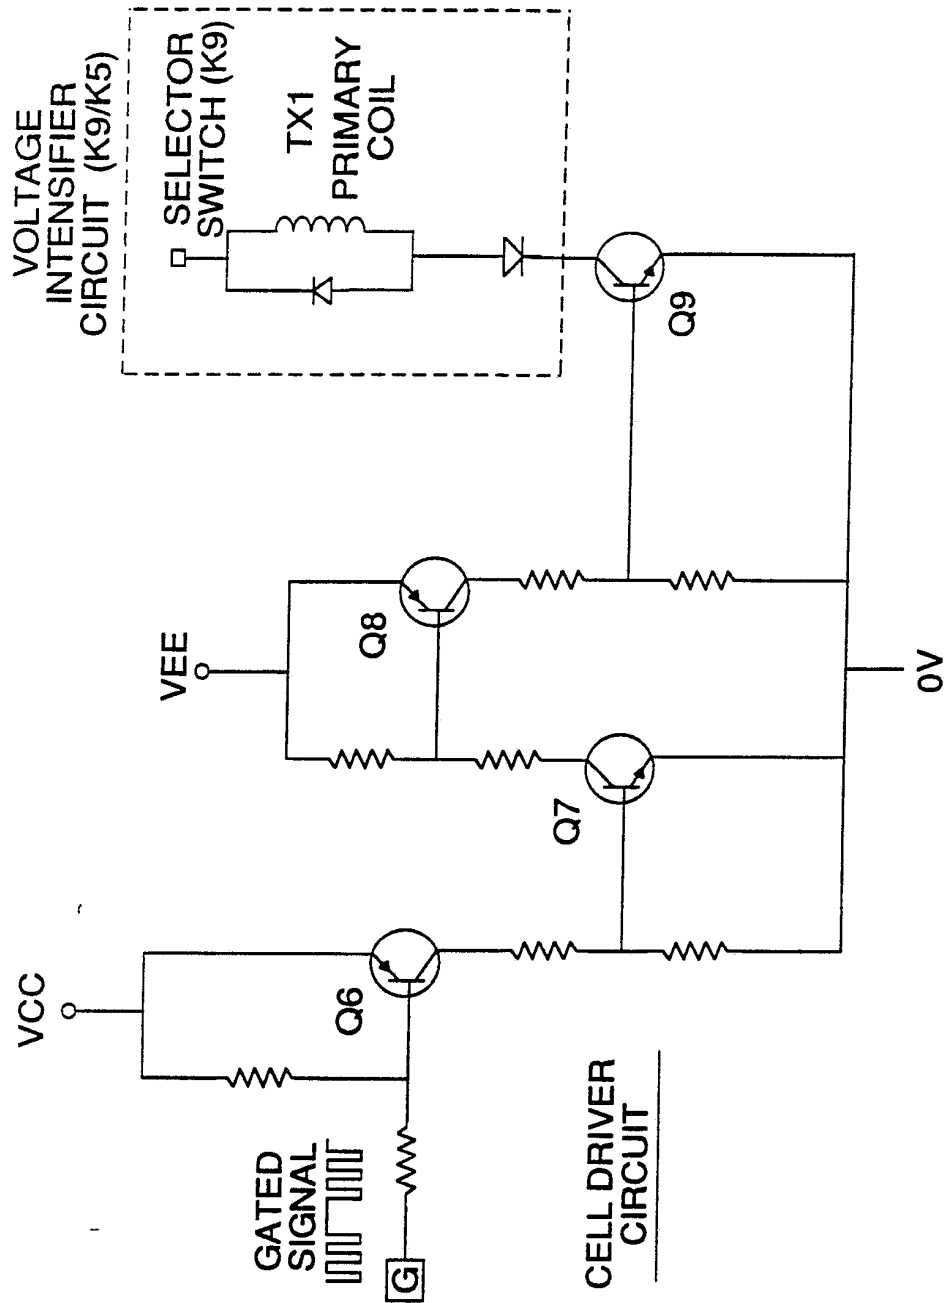 VOLTAGE
INTENSIFIER
CIRCUIT (K9/K5)
SELECTOR
SWITCH (K9)
TX1
PRIMARY
COIL
VEE
VCC
Q6
Q7
Q8
Q9
GATED
SIGNAL
G
0V
CELL DRIVER
CIRCUIT